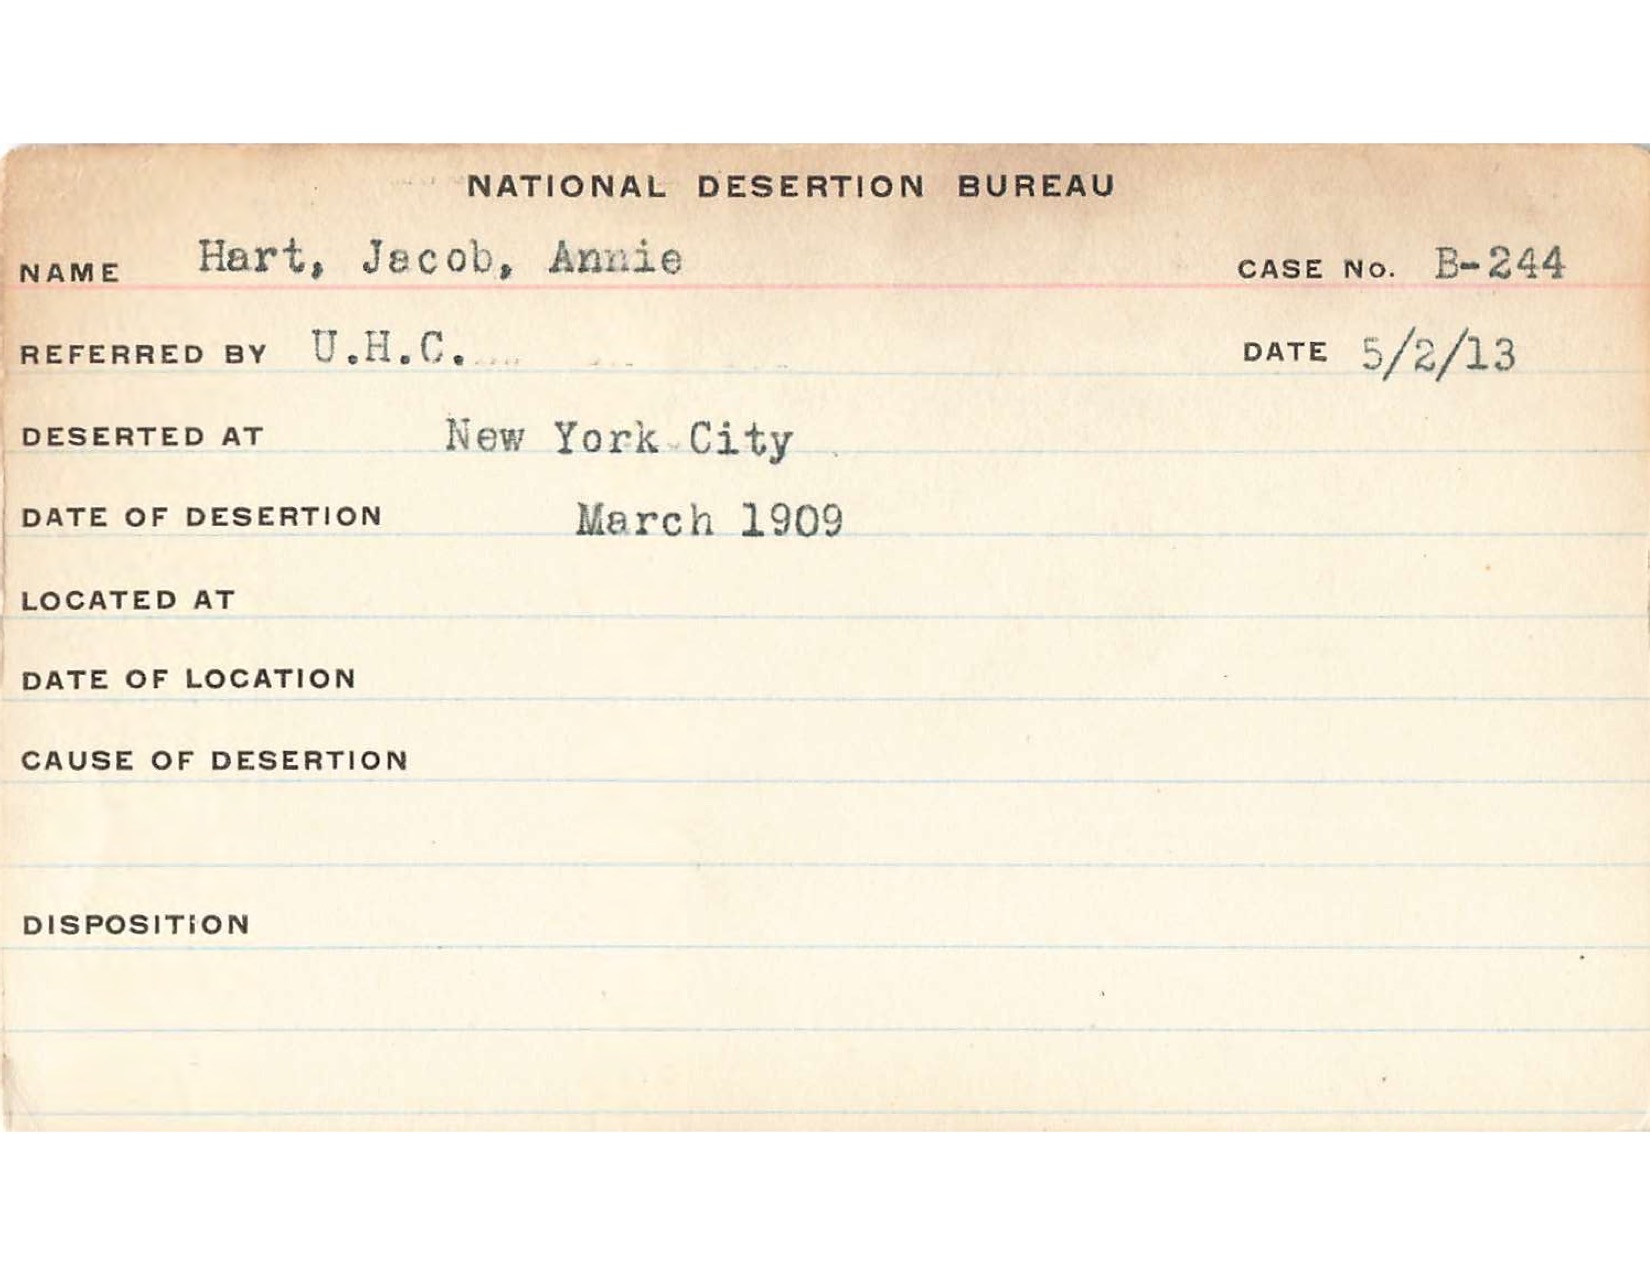 NATIONAL DESERTION BUREAU
NAME Hart, Jacob, Annie CASE No. B-244
REFERRED BY U.H.C. DATE 5/2/13
DESERTED AT New York City
DATE OF DESERTION March 1909
LOCATED AT
DATE OF LOCATION
CAUSE OF DESERTION
DISPOSITION